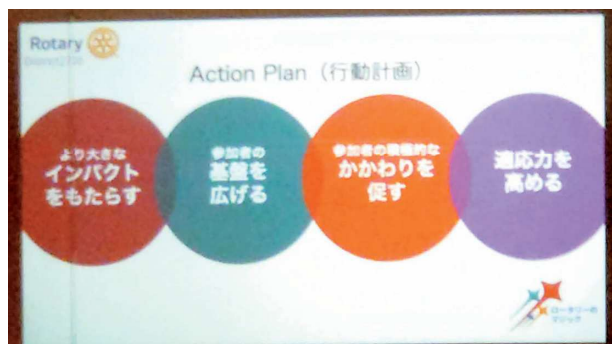 Rotary
Action Plan（行動計画）
より大きな
インパクト
をもたらす
参加者の
基盤を
広げる
参加者の積極的な
かかわりを
促す
適応力を
高める
ロータリーの
マジック